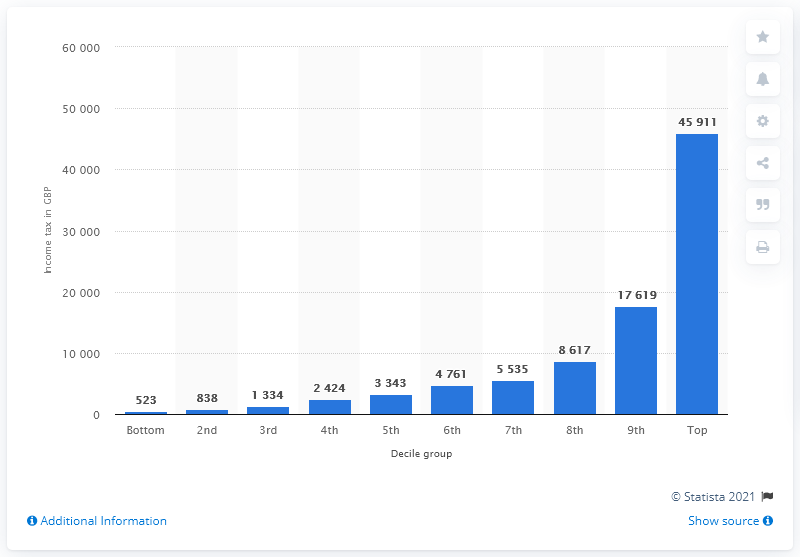 60 000
50 000
40 000
30 000
20 000
10 000
0
Income tax in GBP
523
838
1 334
2 424
3 343
4 761
5 535
8 617
17 619
45 911
Bottom 2nd 3rd 4th 5th 6th 7th 8th 9th Top
Decile group
© Statista 2021
Additional Information
Show source